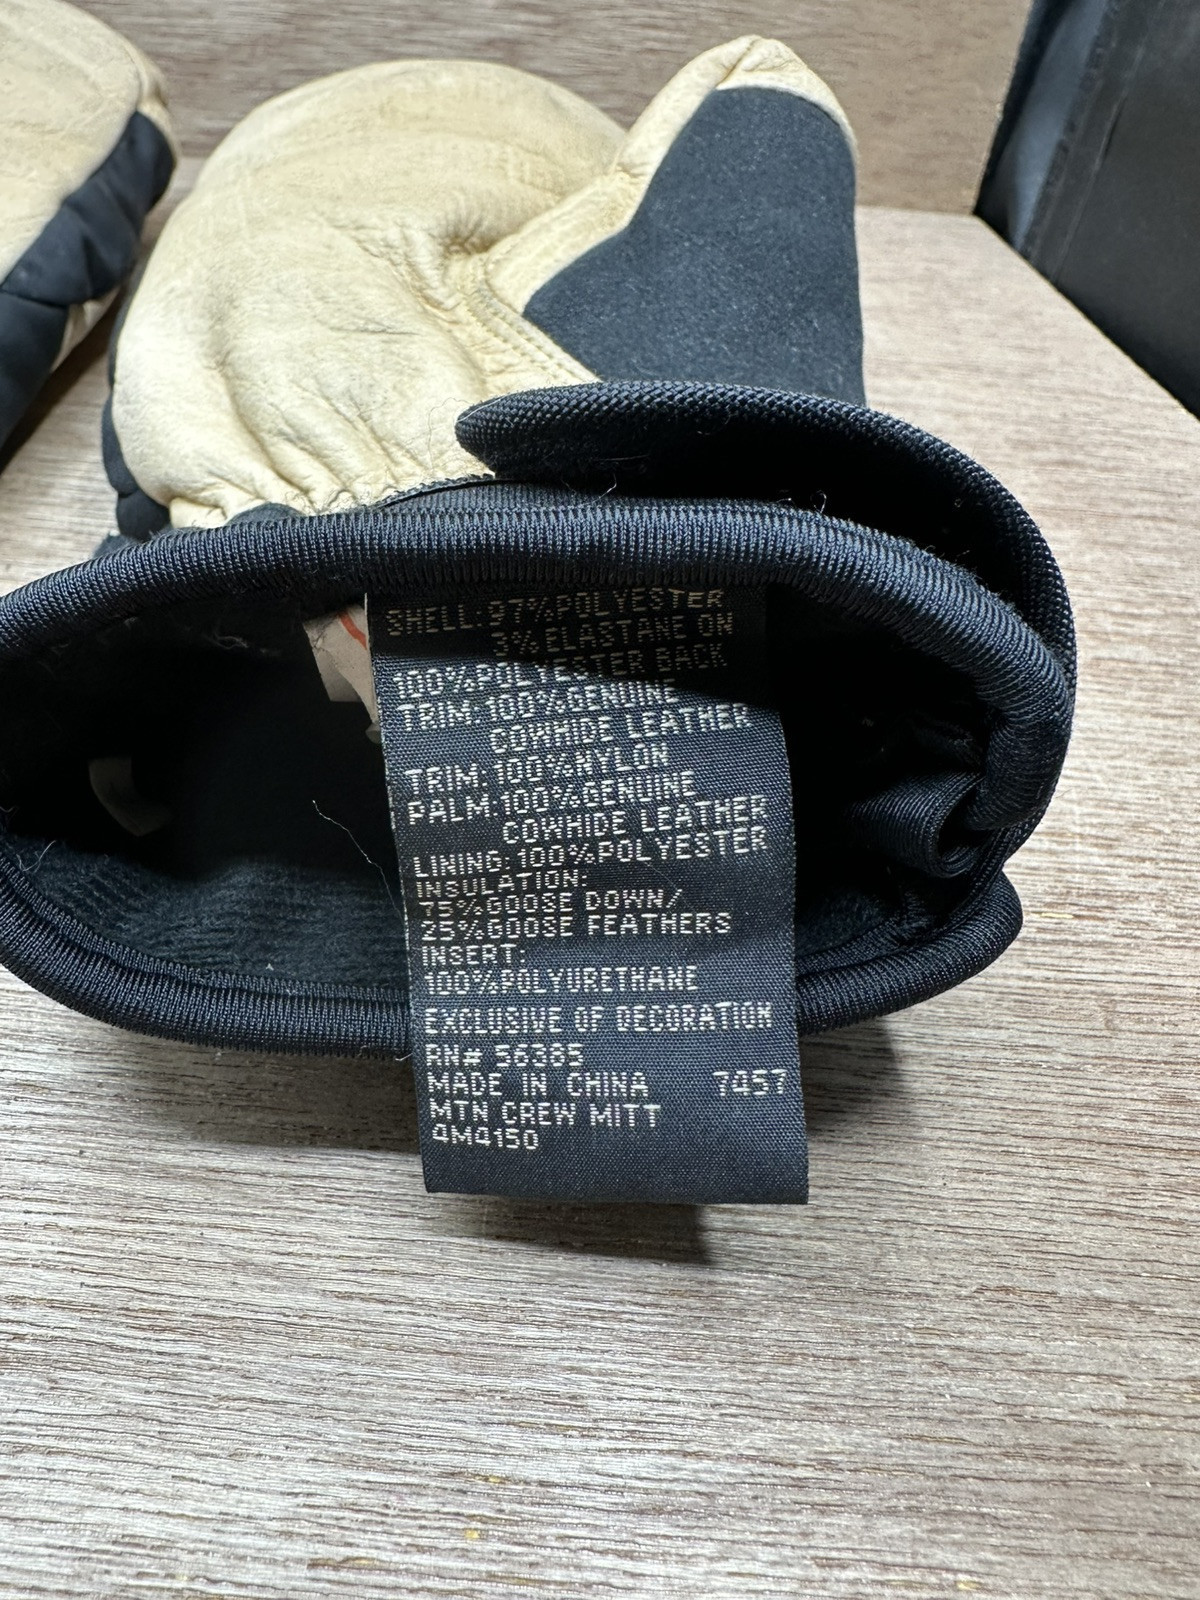 SHELL: 97%POLYESTER
3%ELASTANE ON
100%POLYESTER BACK
TRIM: 100%GENUINE
COWHIDE LEATHER
TRIM: 100%NYLON
PALM: 100%GENUINE
COWHIDE LEATHER
LINING: 100%POLYESTER
INSULATION:
75%GOOSE DOWN/
25%GOOSE FEATHERS
INSERT:
100%POLYURETHANE
EXCLUSIVE OF DECORATION
RN# 56385
MADE IN CHINA 7457
MTN CREW MITT
4M4150